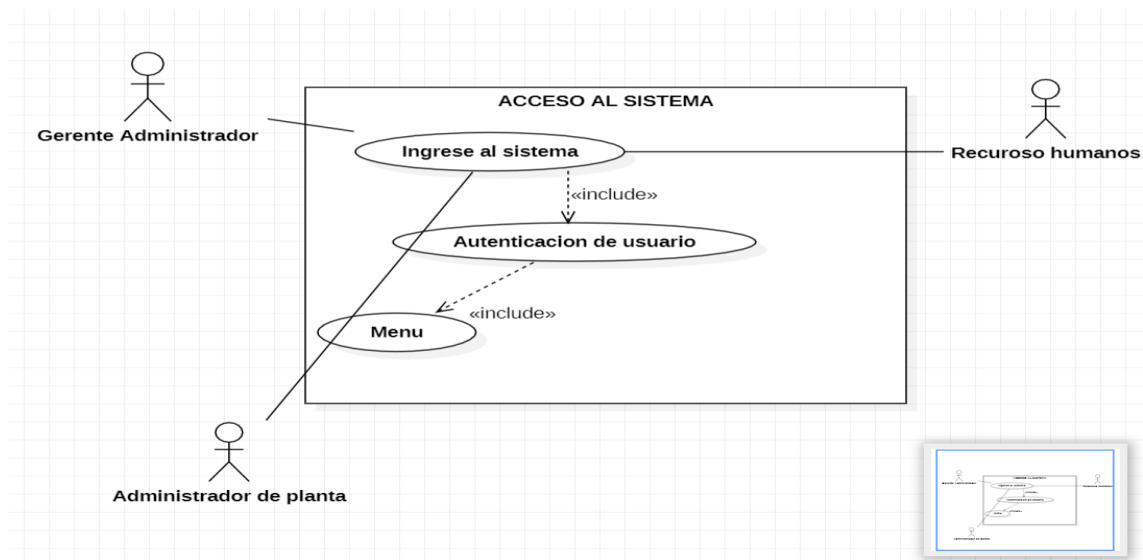 ACCESO AL SISTEMA
Gerente Administrador
Ingrese al sistema
Recuroso humanos
«include»
Autenticacion de usuario
«include»
Menu
Administrador de planta